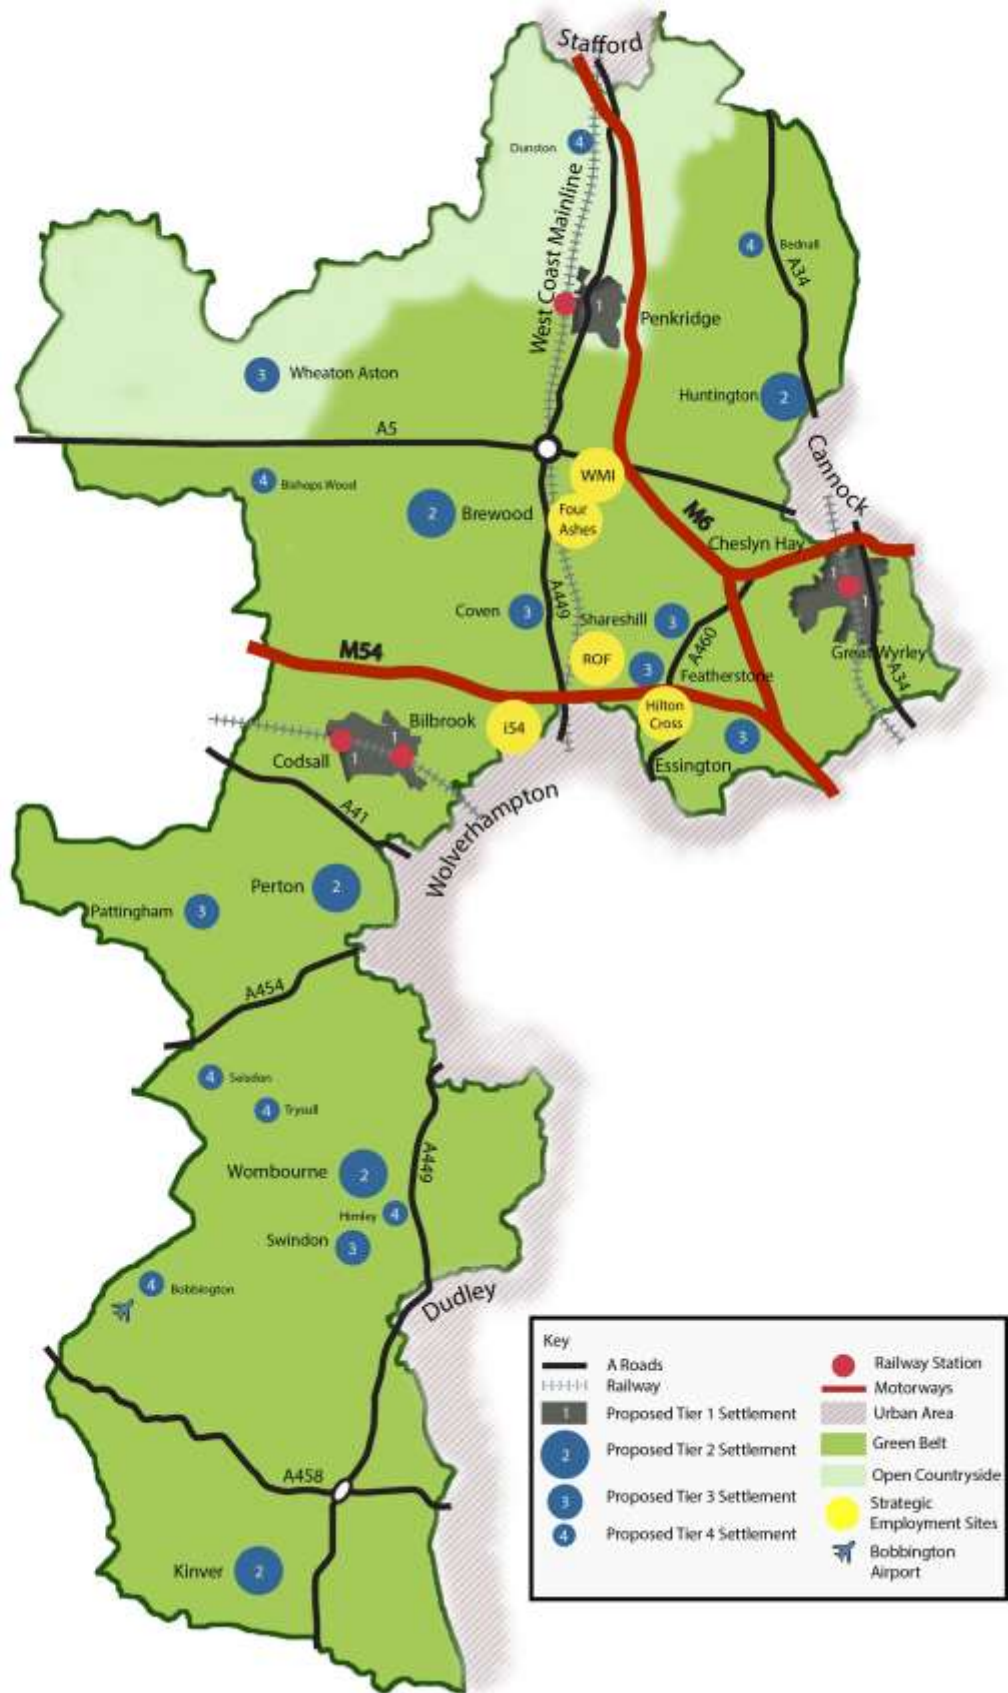 Stafford
4
Dunston
West Coast Mainline
4
Bednall
A34
1
Penkridge
3
Wheaton Aston
Huntington
2
A5
Cannock
4
Bishops Wood
WMI
2
Brewood
Four
Ashes
M6
Cheslyn Hay
1
1
Coven
3
A449
Shareshill
3
A460
M54
ROF
3
Featherstone
Great Wyrley
A34
Hilton
Cross
Bilbrook
i54
3
Essington
1
Codsall
1
A41
Wolverhampton
Perton
2
Pattingham
3
A454
4
Seisdon
4
Trysull
Wombourne
2
A449
Himley
4
Swindon
3
4
Bobbington
Dudley
A458
Kinver
2
Key
A Roads
Railway
1
Proposed Tier 1 Settlement
2
Proposed Tier 2 Settlement
3
Proposed Tier 3 Settlement
4
Proposed Tier 4 Settlement
Railway Station
Motorways
Urban Area
Green Belt
Open Countryside
Strategic
Employment Sites
Bobbington
Airport